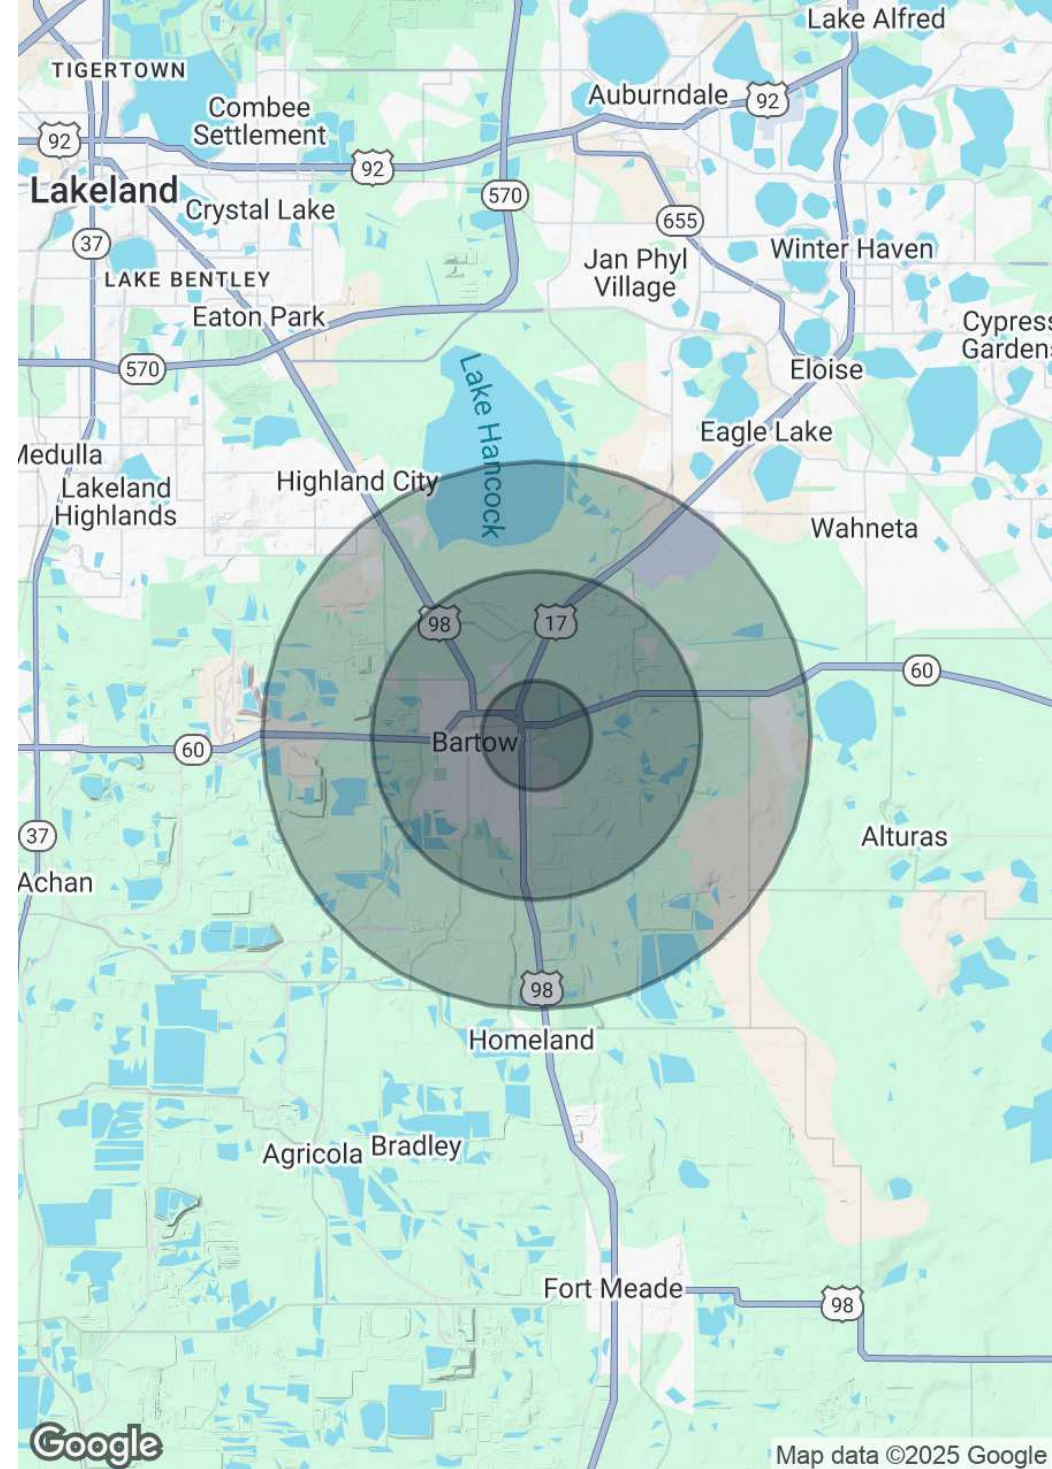 Lake Alfred
TIGERTOWN
Combee
Settlement
Auburndale
92
92
92
Lakeland
570
Crystal Lake
655
37
Winter Haven
Jan Phyl
Village
LAKE BENTLEY
Eaton Park
Cypress
Gardens
570
Eloise
Lake Hancock
Eagle Lake
Medulla
Highland City
Lakeland
Highlands
Wahneta
98
17
60
Bartow
60
37
Alturas
Achan
98
Homeland
Agricola
Bradley
Fort Meade
98
Google
Map data ©2025 Google